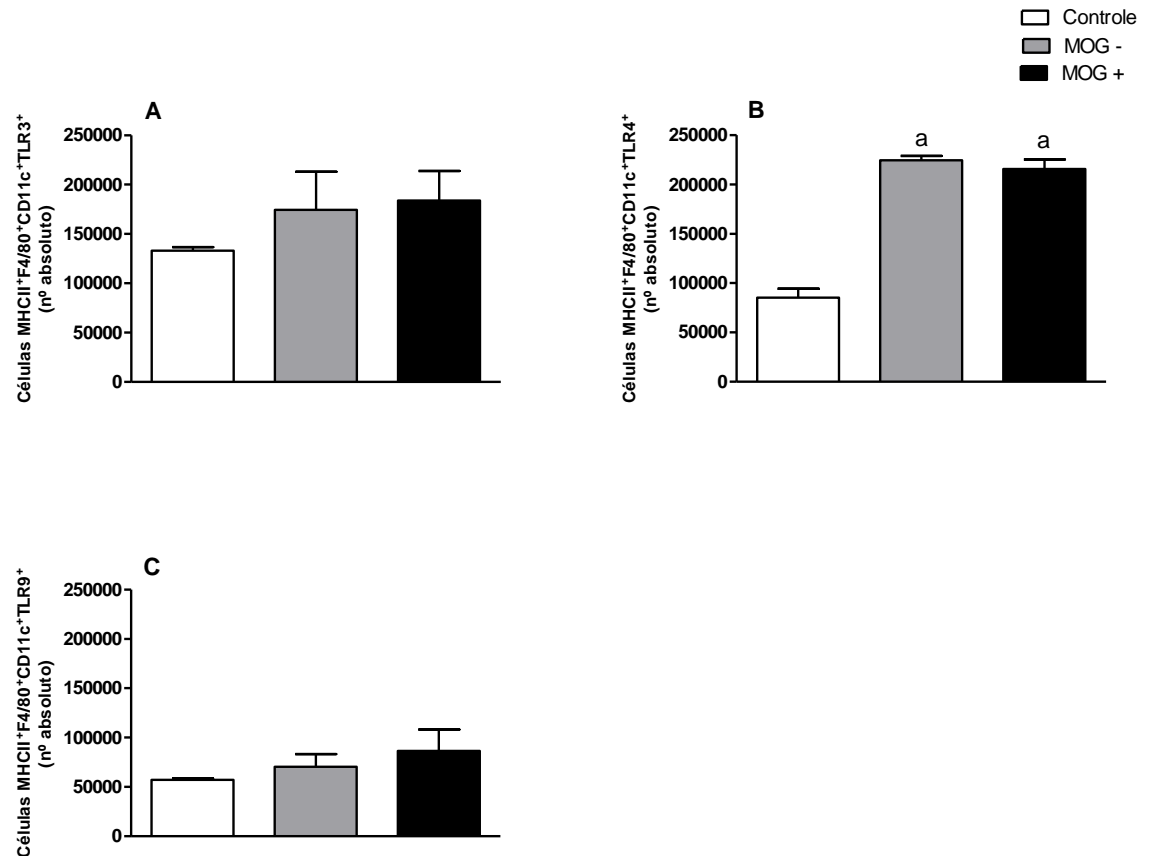 Controle
MOG -
MOG +
A
Células MHCII⁺F4/80⁺CD11c⁺TLR3⁺
(nº absoluto)
250000
200000
150000
100000
50000
0
B
Células MHCII⁺F4/80⁺CD11c⁺TLR4⁺
(nº absoluto)
250000
200000
150000
100000
50000
0
a
a
C
Células MHCII⁺F4/80⁺CD11c⁺TLR9⁺
(nº absoluto)
250000
200000
150000
100000
50000
0